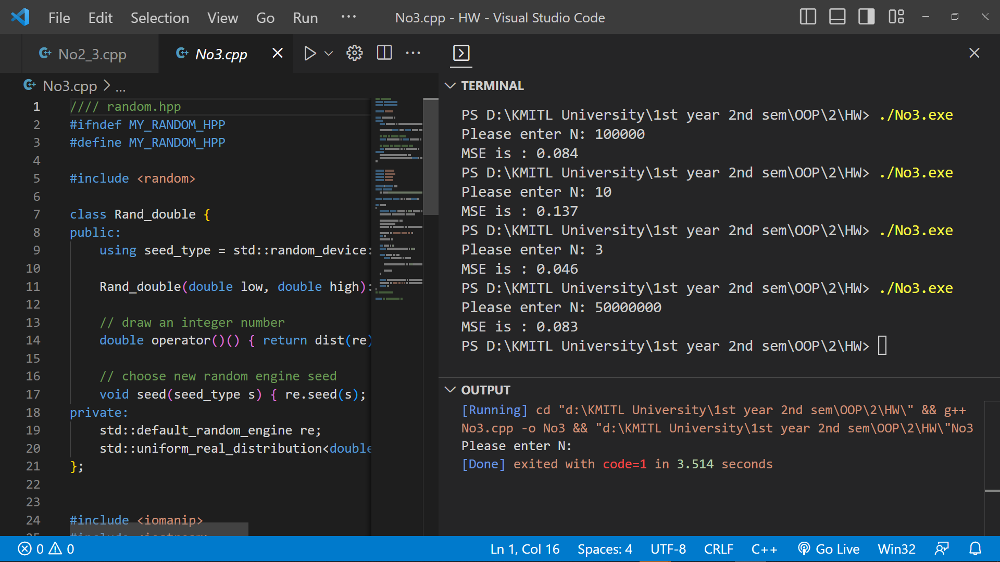 File Edit Selection View Go Run ··· No3.cpp - HW - Visual Studio Code
No2_3.cpp No3.cpp
No3.cpp > ...
1 //// random.hpp
2 #ifndef MY_RANDOM_HPP
3 #define MY_RANDOM_HPP
4
5 #include <random>
6
7 class Rand_double {
8 public:
9 using seed_type = std::random_device:
10
11 Rand_double(double low, double high):
12
13 // draw an integer number
14 double operator()() { return dist(re)
15
16 // choose new random engine seed
17 void seed(seed_type s) { re.seed(s);
18 private:
19 std::default_random_engine re;
20 std::uniform_real_distribution<double
21 };
22
23
24 #include <iomanip>
TERMINAL
PS D:\KMITL University\1st year 2nd sem\OOP\2\HW> ./No3.exe
Please enter N: 100000
MSE is : 0.084
PS D:\KMITL University\1st year 2nd sem\OOP\2\HW> ./No3.exe
Please enter N: 10
MSE is : 0.137
PS D:\KMITL University\1st year 2nd sem\OOP\2\HW> ./No3.exe
Please enter N: 3
MSE is : 0.046
PS D:\KMITL University\1st year 2nd sem\OOP\2\HW> ./No3.exe
Please enter N: 50000000
MSE is : 0.083
PS D:\KMITL University\1st year 2nd sem\OOP\2\HW>
OUTPUT
[Running] cd "d:\KMITL University\1st year 2nd sem\OOP\2\HW\" && g++
No3.cpp -o No3 && "d:\KMITL University\1st year 2nd sem\OOP\2\HW\"No3
Please enter N:
[Done] exited with code=1 in 3.514 seconds
0 0 Ln 1, Col 16 Spaces: 4 UTF-8 CRLF C++ Go Live Win32